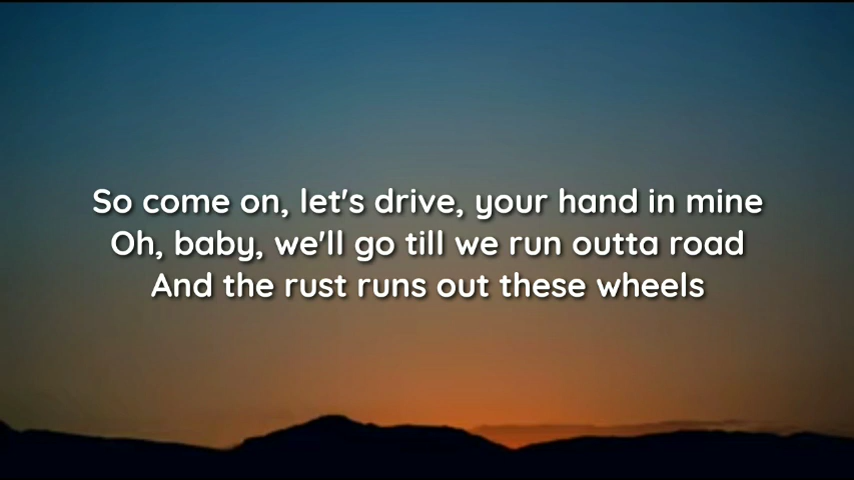 So come on, let's drive, your hand in mine
Oh, baby, we'll go till we run outta road
And the rust runs out these wheels